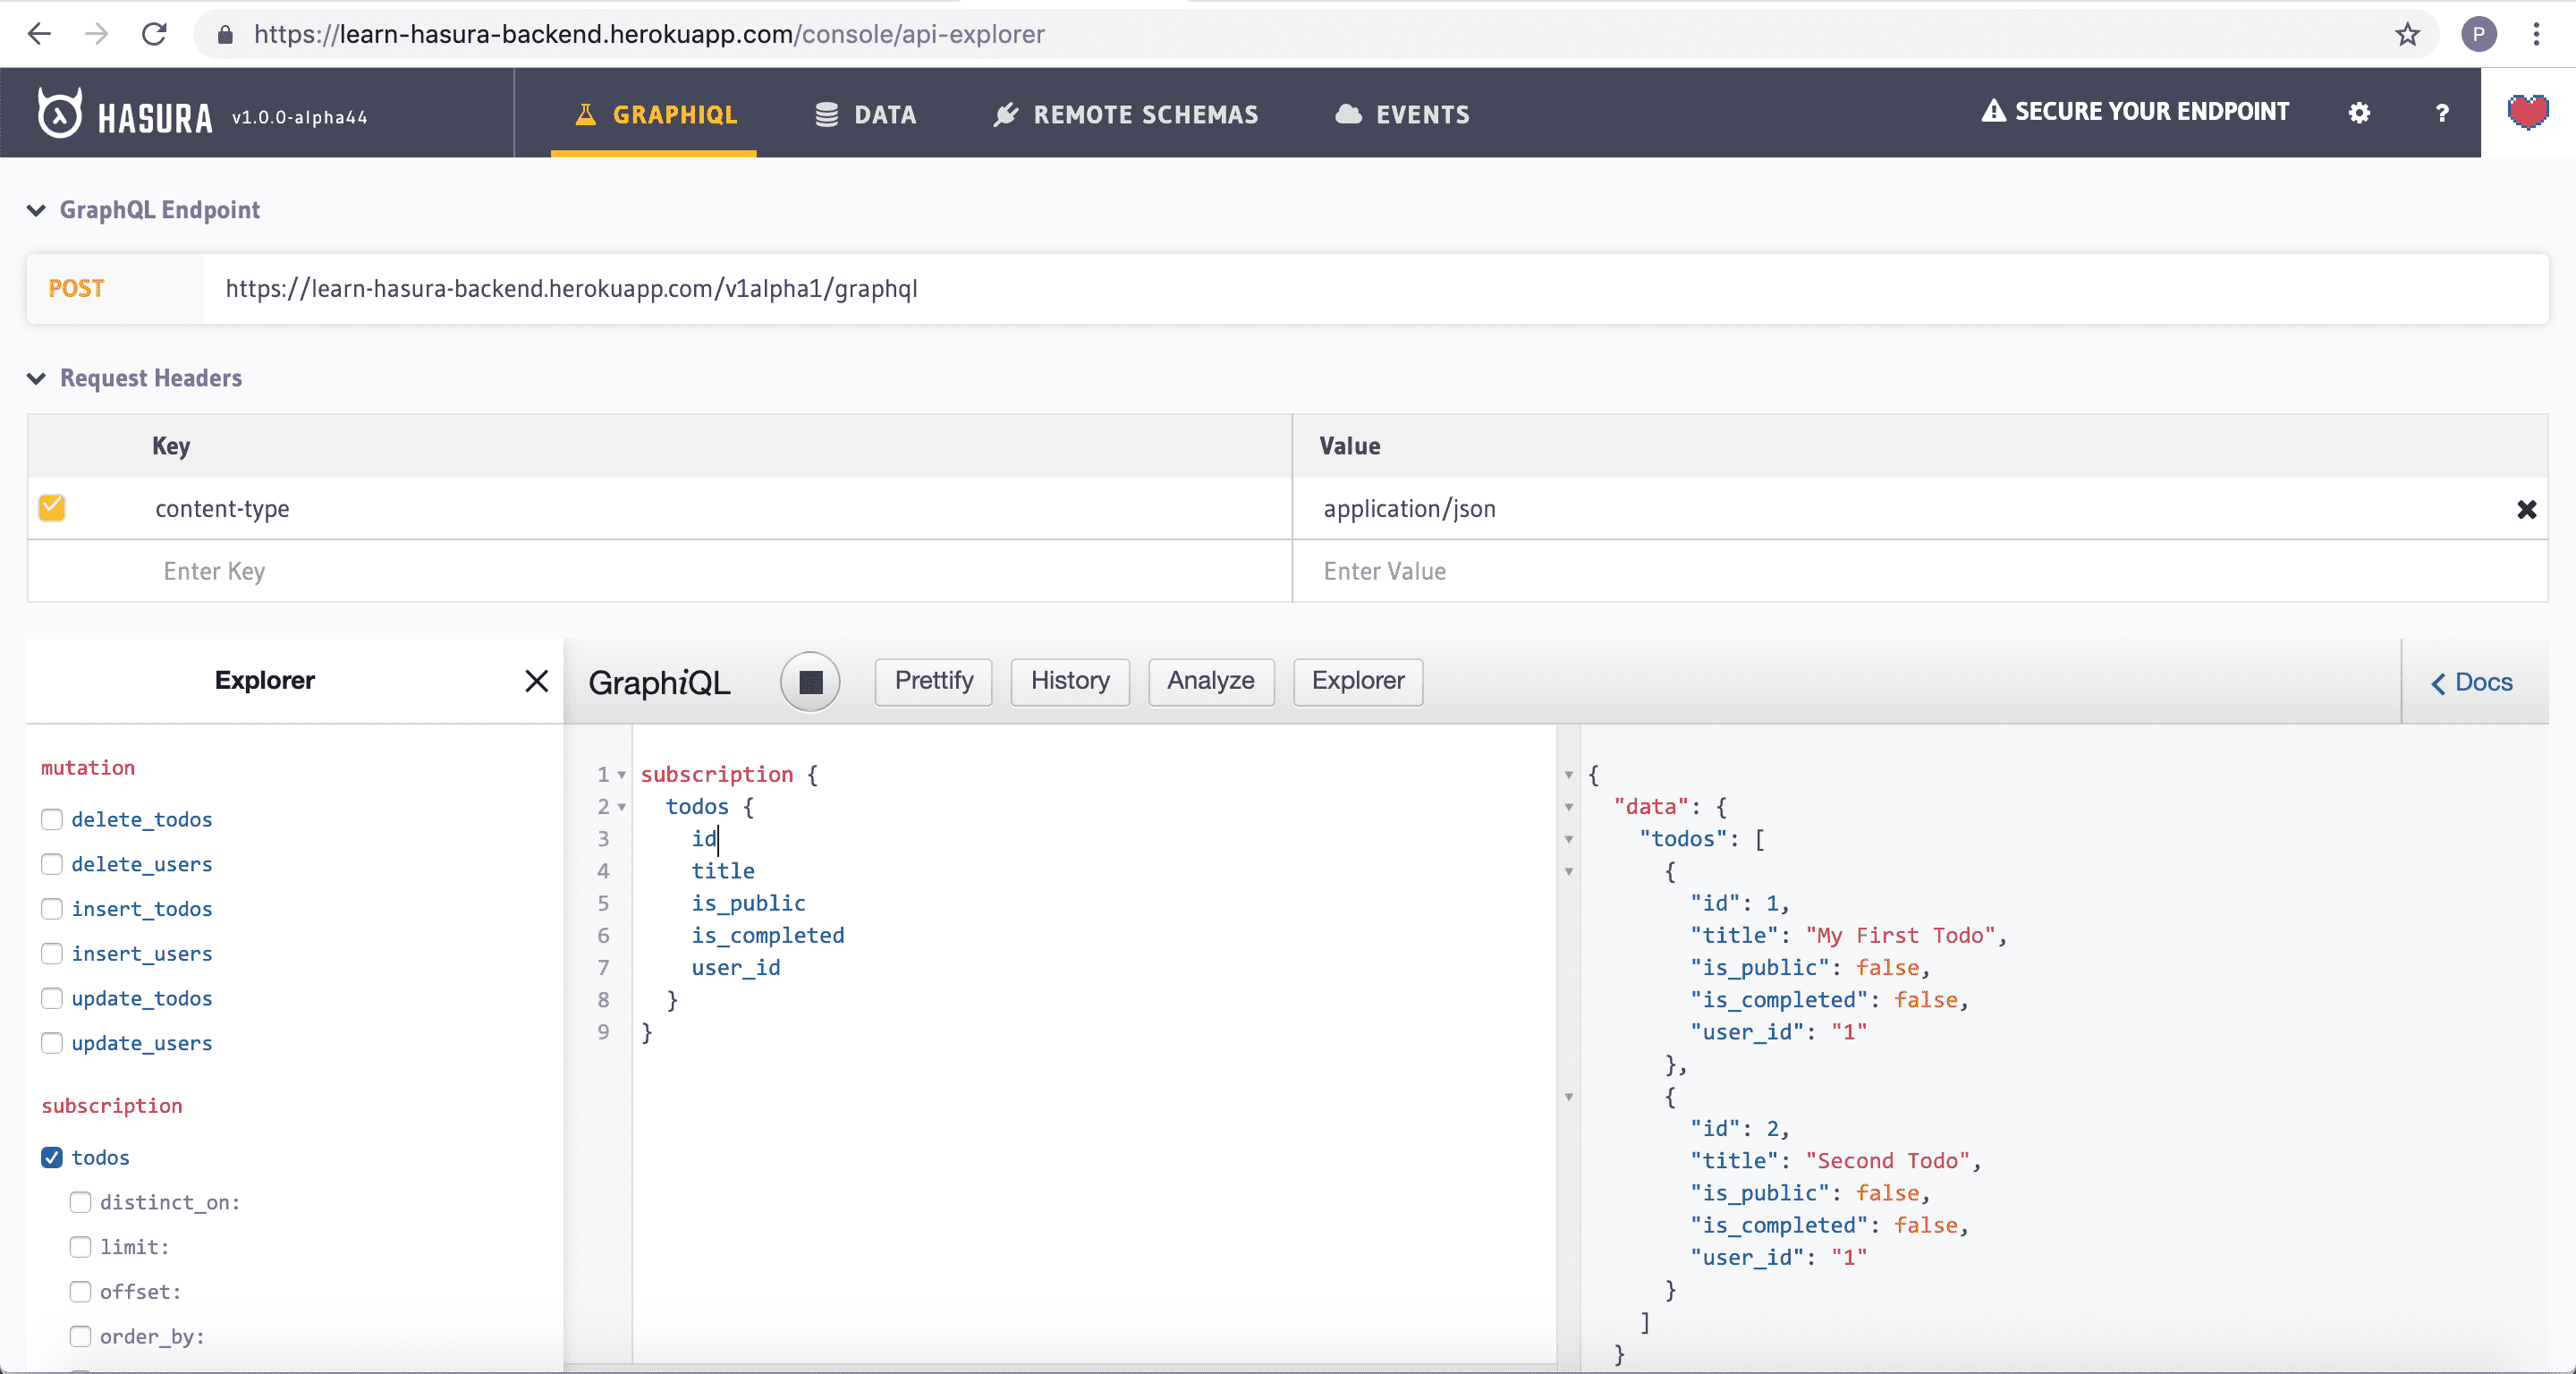 https://learn-hasura-backend.herokuapp.com/console/api-explorer
P
HASURA v1.0.0-alpha44
GRAPHIQL
DATA
REMOTE SCHEMAS
EVENTS
SECURE YOUR ENDPOINT
?
GraphQL Endpoint
POST https://learn-hasura-backend.herokuapp.com/v1alpha1/graphql
Request Headers
Key Value
content-type application/json
Enter Key Enter Value
Explorer
GraphiQL
Prettify
History
Analyze
Explorer
Docs
mutation
delete_todos
delete_users
insert_todos
insert_users
update_todos
update_users
subscription
todos
distinct_on:
limit:
offset:
order_by:
1 subscription {
2 todos {
3 id
4 title
5 is_public
6 is_completed
7 user_id
8 }
9 }
{
"data": {
"todos": [
{
"id": 1,
"title": "My First Todo",
"is_public": false,
"is_completed": false,
"user_id": "1"
},
{
"id": 2,
"title": "Second Todo",
"is_public": false,
"is_completed": false,
"user_id": "1"
}
]
}